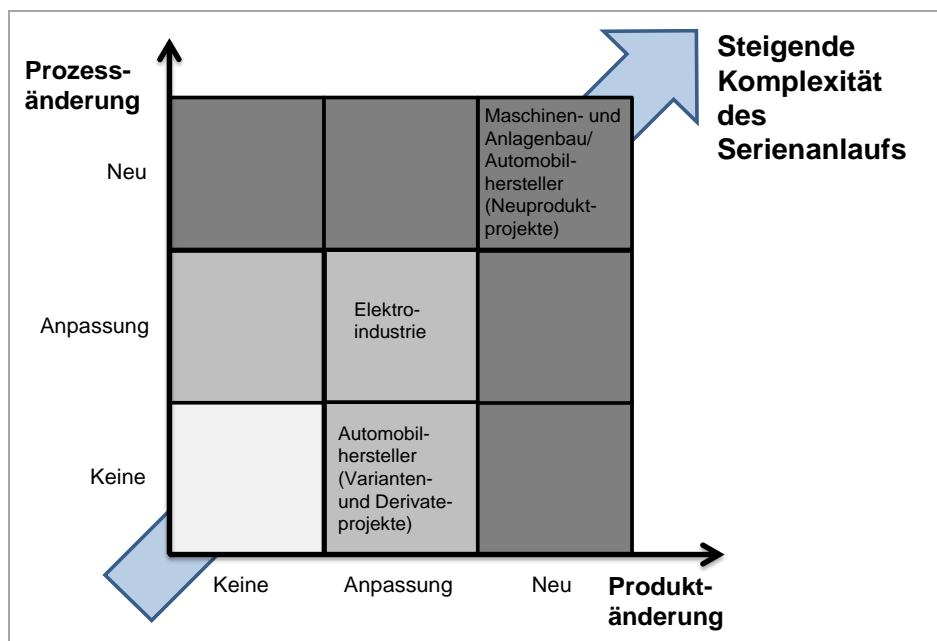 Prozess-
änderung
Steigende
Komplexität
des
Serienanlaufs
Neu
Maschinen- und
Anlagenbau/
Automobil-
hersteller
(Neuprodukt-
projekte)
Anpassung
Elektro-
industrie
Keine
Automobil-
hersteller
(Varianten-
und Derivate-
projekte)
Keine
Anpassung
Neu
Produkt-
änderung